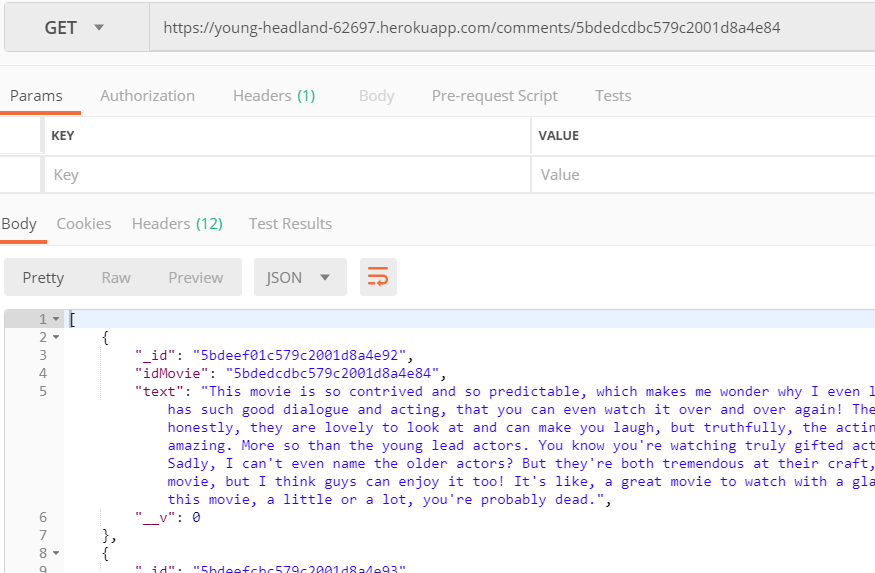 GET https://young-headland-62697.herokuapp.com/comments/5bdedcdbc579c2001d8a4e84
Params Authorization Headers (1) Body Pre-request Script Tests
KEY VALUE
Key Value
Body Cookies Headers (12) Test Results
Pretty Raw Preview JSON
1 [
2 {
3 "_id": "5bdeef01c579c2001d8a4e92",
4 "idMovie": "5bdedcdbc579c2001d8a4e84",
5 "text": "This movie is so contrived and so predictable, which makes me wonder why I even l
has such good dialogue and acting, that you can even watch it over and over again! The
honestly, they are lovely to look at and can make you laugh, but truthfully, the actin
amazing. More so than the young lead actors. You know you're watching truly gifted act
Sadly, I can't even name the older actors? But they're both tremendous at their craft,
movie, but I think guys can enjoy it too! It's like, a great movie to watch with a gla
this movie, a little or a lot, you're probably dead.",
6 "__v": 0
7 },
8 {
9 "_id": "5bdeefcbc579c2001d8a4e93",